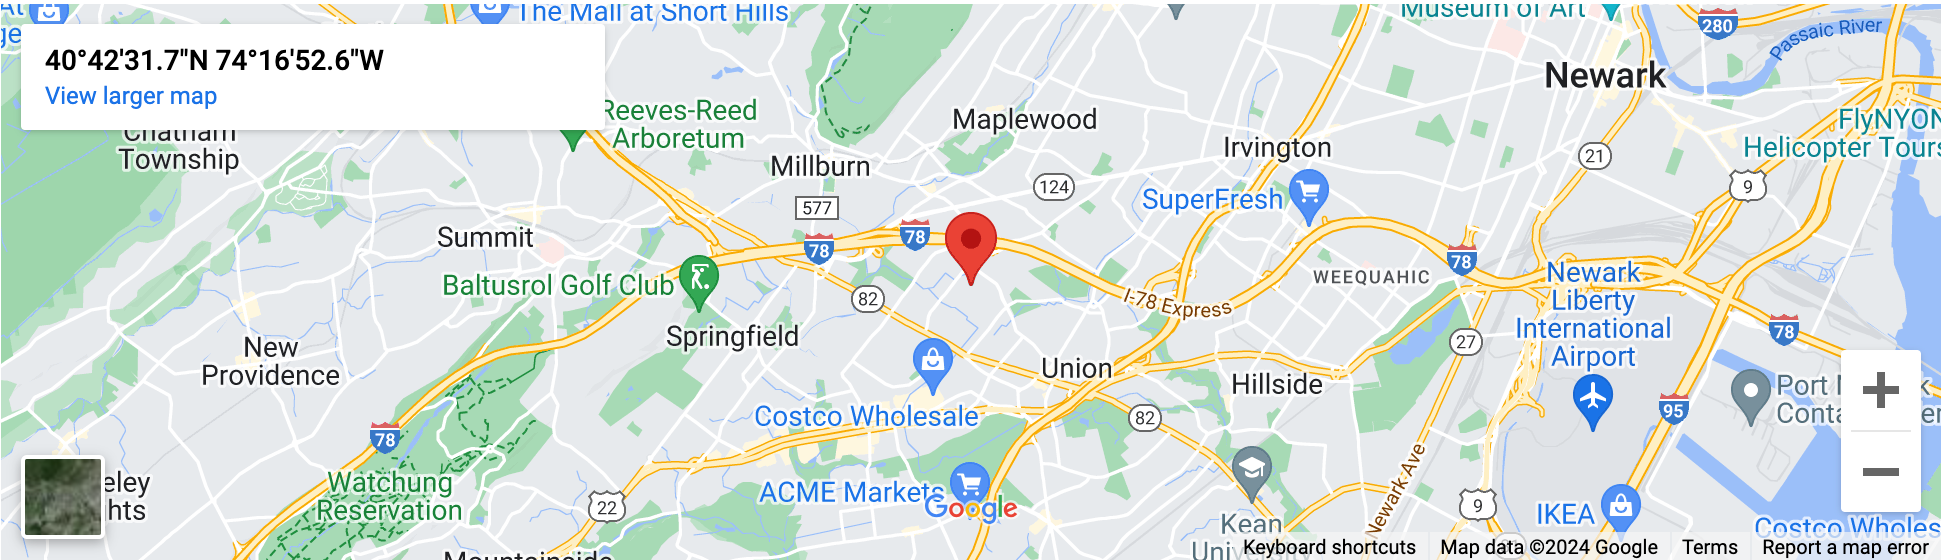 The Mall at Short Hills
Museum of Art
280
Passaic River
40°42'31.7"N 74°16'52.6"W
View larger map
Newark
Reeves-Reed
Arboretum
Maplewood
FlyNYON
Helicopter Tours
Chatham
Township
Millburn
Irvington
21
124
9
SuperFresh
577
Summit
78
78
78
WEEQUAHIC
Baltusrol Golf Club
82
I-78 Express
Newark
Liberty
International
Airport
78
Springfield
27
New
Providence
Union
Hillside
Port N
Conta
Costco Wholesale
82
95
78
Newark Ave
Watchung
Reservation
eley
hts
ACME Markets
22
Google
9
IKEA
Kean
Costco Wholes
Mountainside
Keyboard shortcuts
Map data ©2024 Google
Terms
Report a map error